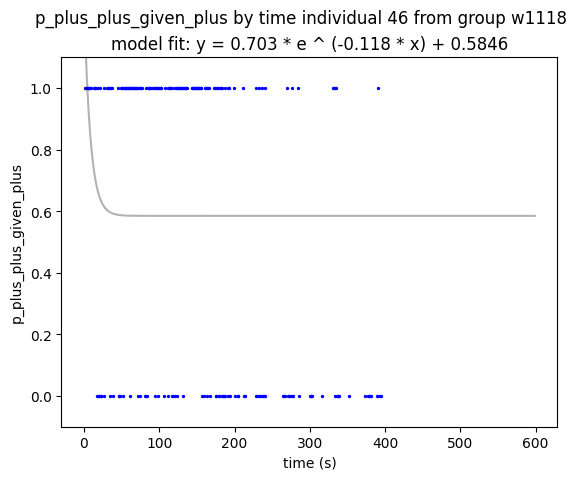 p_plus_plus_given_plus by time individual 46 from group w1118
model fit: y = 0.703 * e ^ (-0.118 * x) + 0.5846
1.0
0.8
0.6
0.4
0.2
0.0
p_plus_plus_given_plus
0 100 200 300 400 500 600
time (s)